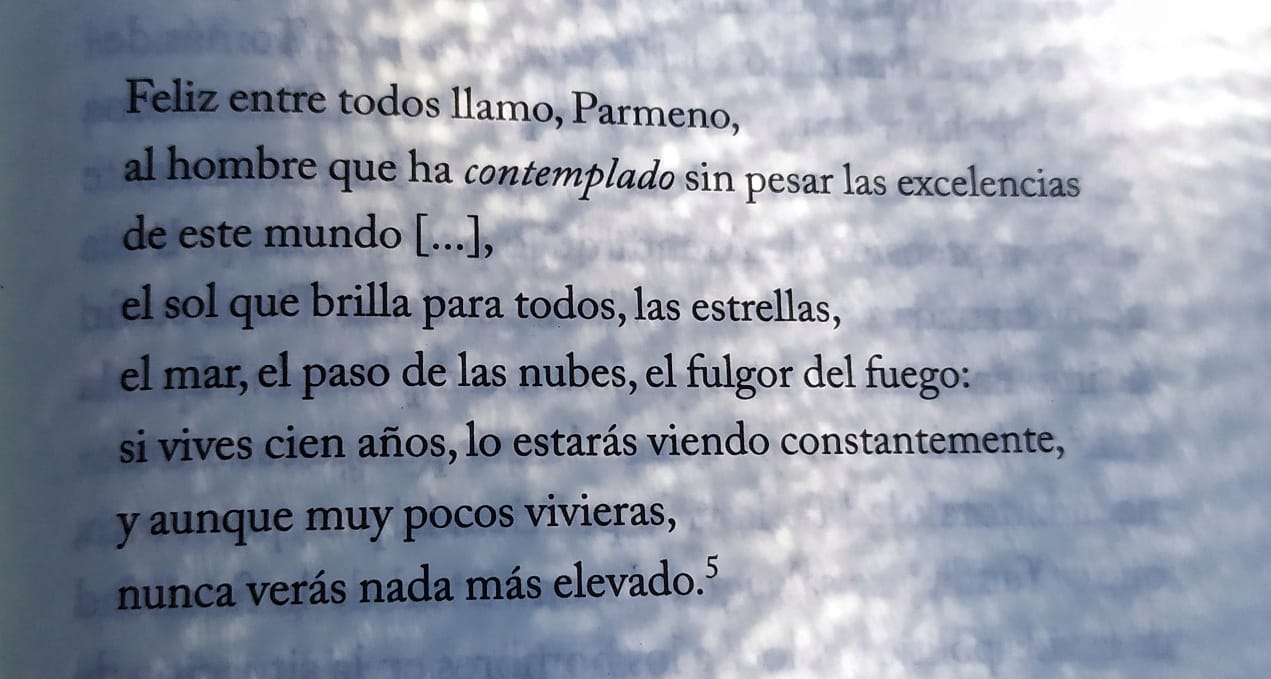 Feliz entre todos llamo, Parmeno,
al hombre que ha contemplado sin pesar las excelencias
de este mundo [...],
el sol que brilla para todos, las estrellas,
el mar, el paso de las nubes, el fulgor del fuego:
si vives cien años, lo estarás viendo constantemente,
y aunque muy pocos vivieras,
nunca verás nada más elevado.⁵